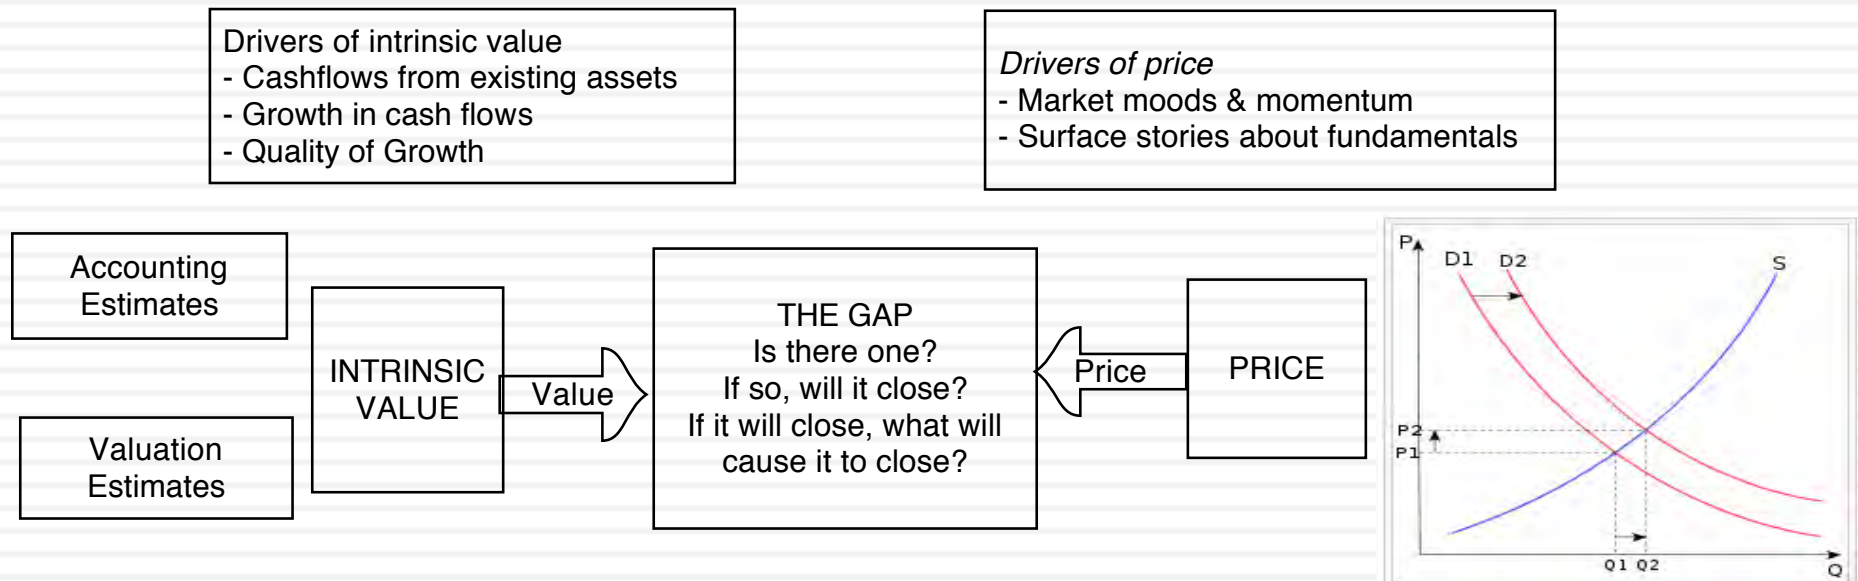 Drivers of intrinsic value
- Cashflows from existing assets
- Growth in cash flows
- Quality of Growth
Drivers of price
- Market moods & momentum
- Surface stories about fundamentals
Accounting
Estimates
Valuation
Estimates
INTRINSIC
VALUE
Value
THE GAP
Is there one?
If so, will it close?
If it will close, what will
cause it to close?
Price
PRICE
P
D1
D2
S
P2
P1
Q1
Q2
Q